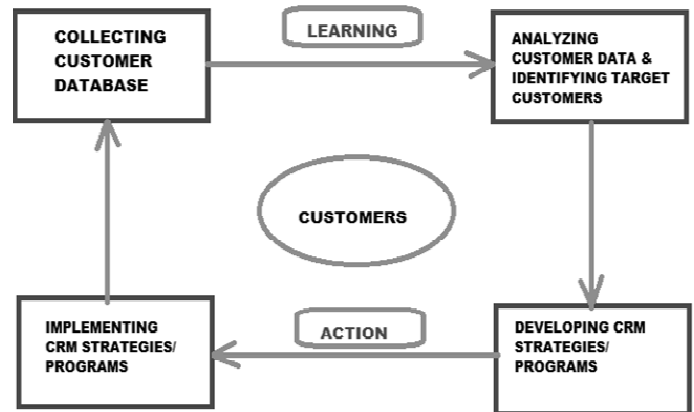 COLLECTING
CUSTOMER
DATABASE
LEARNING
ANALYZING
CUSTOMER DATA &
IDENTIFYING TARGET
CUSTOMERS
CUSTOMERS
IMPLEMENTING
CRM STRATEGIES/
PROGRAMS
ACTION
DEVELOPING CRM
STRATEGIES/
PROGRAMS